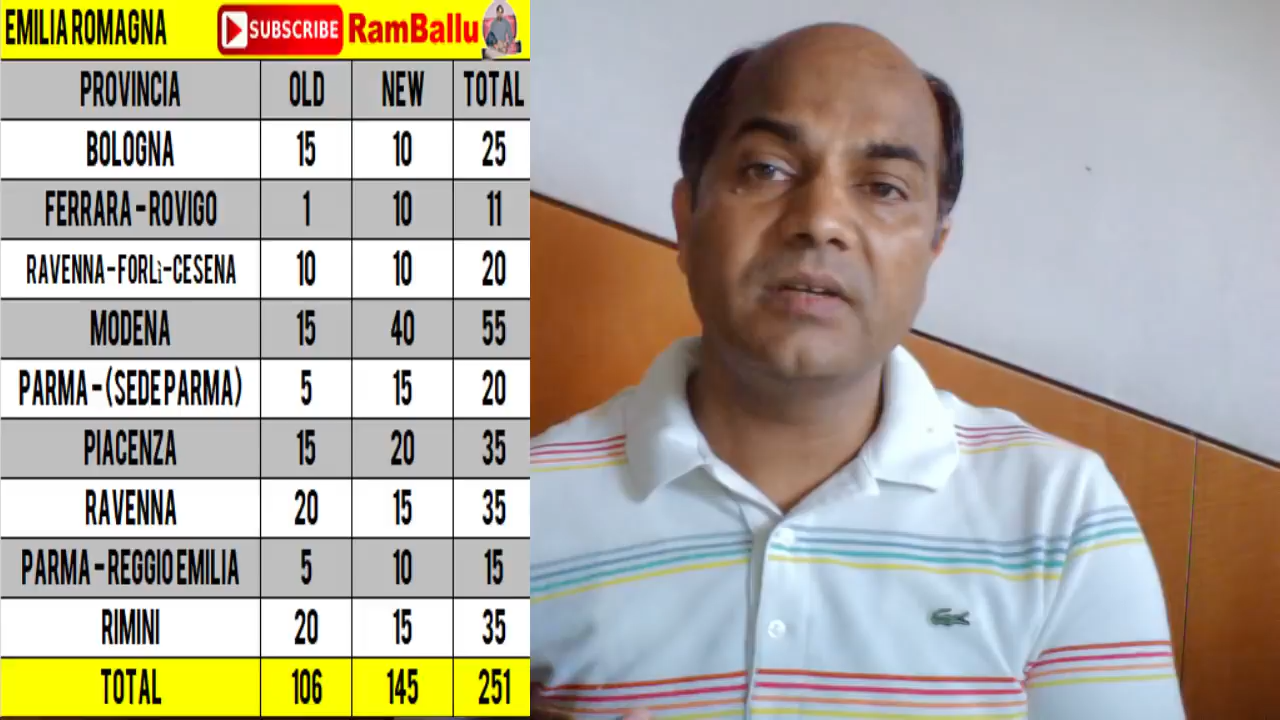 EMILIA ROMAGNA SUBSCRIBE RamBallu
PROVINCIA OLD NEW TOTAL
BOLOGNA 15 10 25
FERRARA - ROVIGO 1 10 11
RAVENNA - FORLì - CESENA 10 10 20
MODENA 15 40 55
PARMA - (SEDE PARMA) 5 15 20
PIACENZA 15 20 35
RAVENNA 20 15 35
PARMA - REGGIO EMILIA 5 10 15
RIMINI 20 15 35
TOTAL 106 145 251